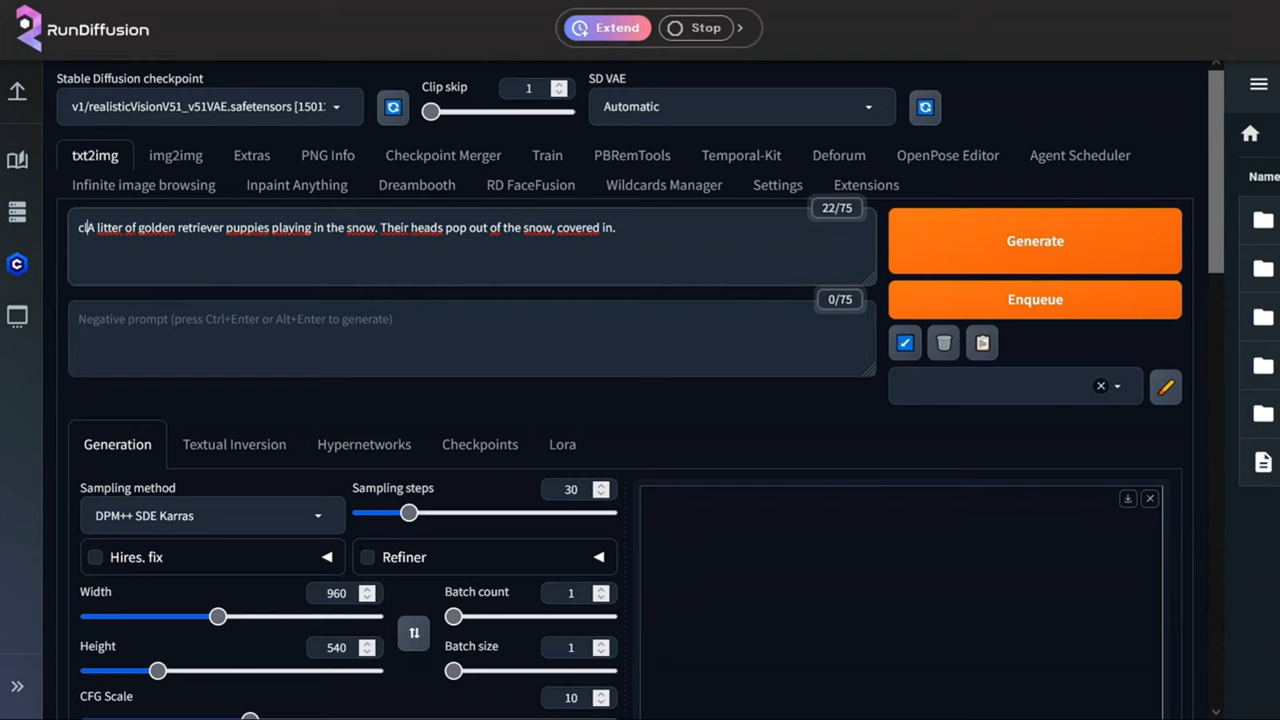 RunDiffusion
Extend
Stop
Stable Diffusion checkpoint
v1/realisticVisionV51_v51VAE.safetensors [1501:
Clip skip
1
SD VAE
Automatic
txt2img
img2img
Extras
PNG Info
Checkpoint Merger
Train
PBRemTools
Temporal-Kit
Deforum
OpenPose Editor
Agent Scheduler
Infinite image browsing
Inpaint Anything
Dreambooth
RD FaceFusion
Wildcards Manager
Settings
Extensions
22/75
clA litter of golden retriever puppies playing in the snow. Their heads pop out of the snow, covered in.
Generate
0/75
Negative prompt (press Ctrl+Enter or Alt+Enter to generate)
Enqueue
Name
Generation
Textual Inversion
Hypernetworks
Checkpoints
Lora
Sampling method
DPM++ SDE Karras
Sampling steps
30
Hires. fix
Refiner
Width
960
Batch count
1
Height
540
Batch size
1
CFG Scale
10